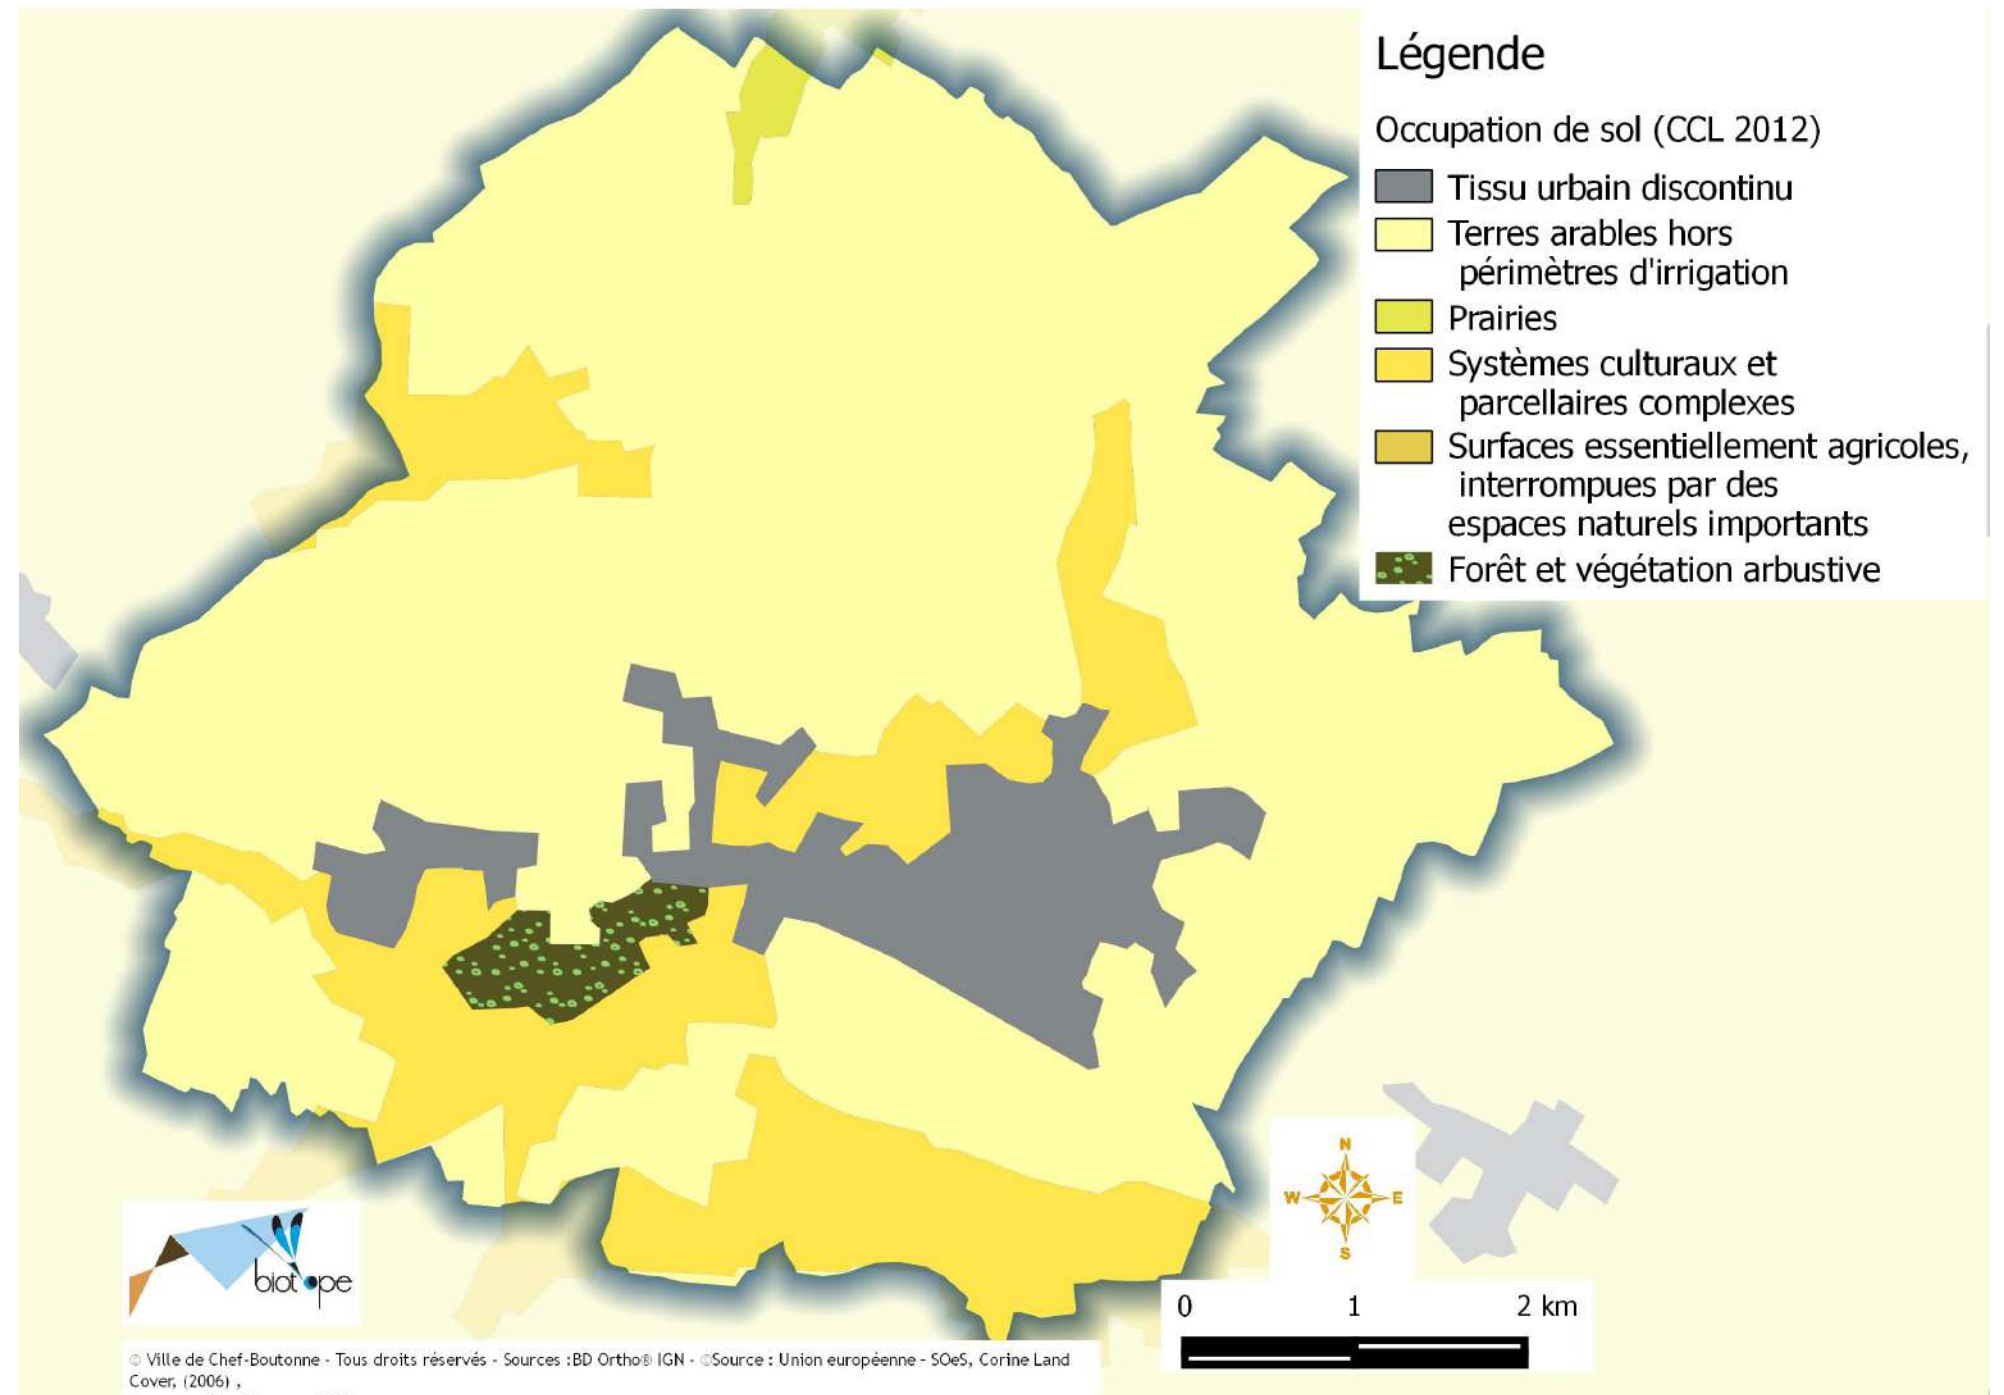 Légende
Occupation de sol (CCL 2012)
Tissu urbain discontinu
Terres arables hors
périmètres d'irrigation
Prairies
Systèmes culturaux et
parcellaires complexes
Surfaces essentiellement agricoles,
interrompues par des
espaces naturels importants
Forêt et végétation arbustive
N
W E
S
0 1 2 km
biotope
© Ville de Chef-Boutonne - Tous droits réservés - Sources :BD Ortho® IGN - ©Source : Union européenne - SOeS, Corine Land
Cover, (2006) ,